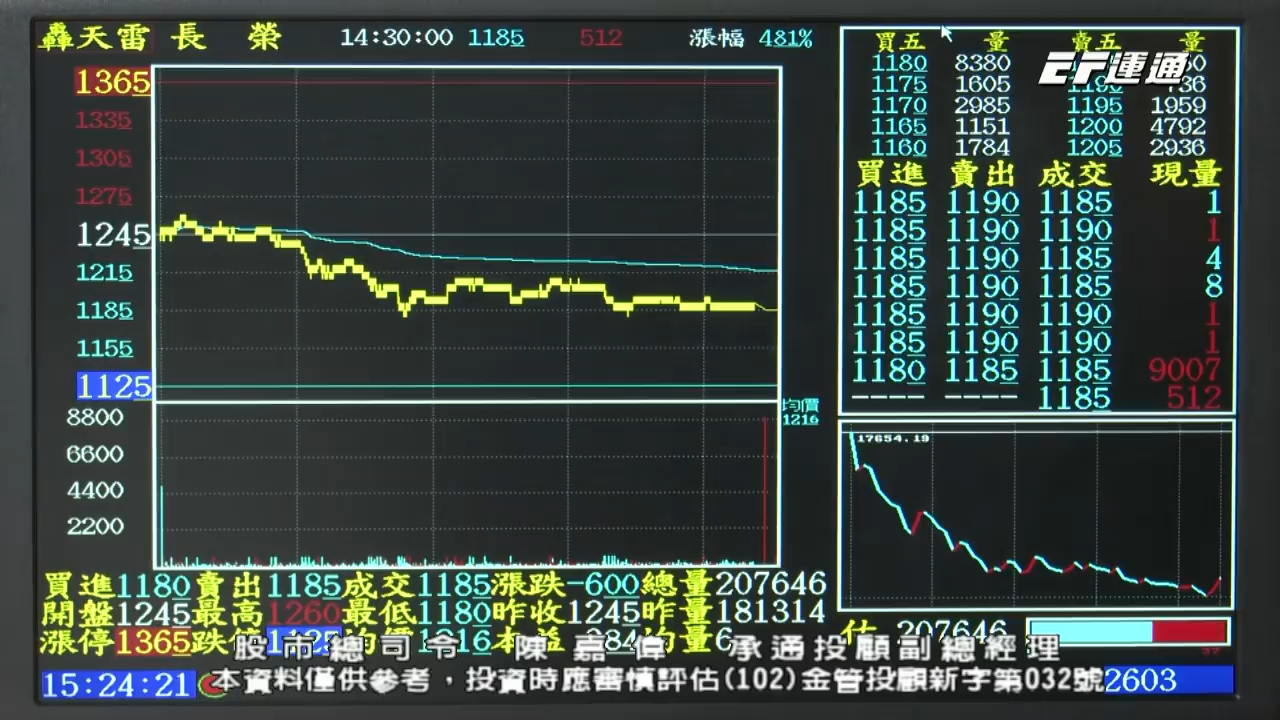 轟天雷 長 榮 14:30:00 1185 512 漲幅 481%
EF運通
1365
1335
1305
1275
1245
1215
1185
1155
1125
8800
6600
4400
2200
均價
1216
買五 量 賣五 量
1180 8380
1175 1605
1170 2985 1195 1959
1165 1151 1200 4792
1160 1784 1205 2936
買進 賣出 成交 現量
1185 1190 1185 1
1185 1190 1190 1
1185 1190 1185 4
1185 1190 1185 8
1185 1190 1190 1
1185 1190 1190 1
1180 1185 1185 9007
---- ---- 1185 512
17654.19
買進1180賣出1185成交1185漲跌-600總量207646
開盤1245最高1260最低1180昨收1245昨量181314
漲停1365
估 207646
股市總司令 陳嘉偉 承通投顧副總經理
本資料僅供參考，投資時應審慎評估(102)金管投顧新字第032號
15:24:21
2603